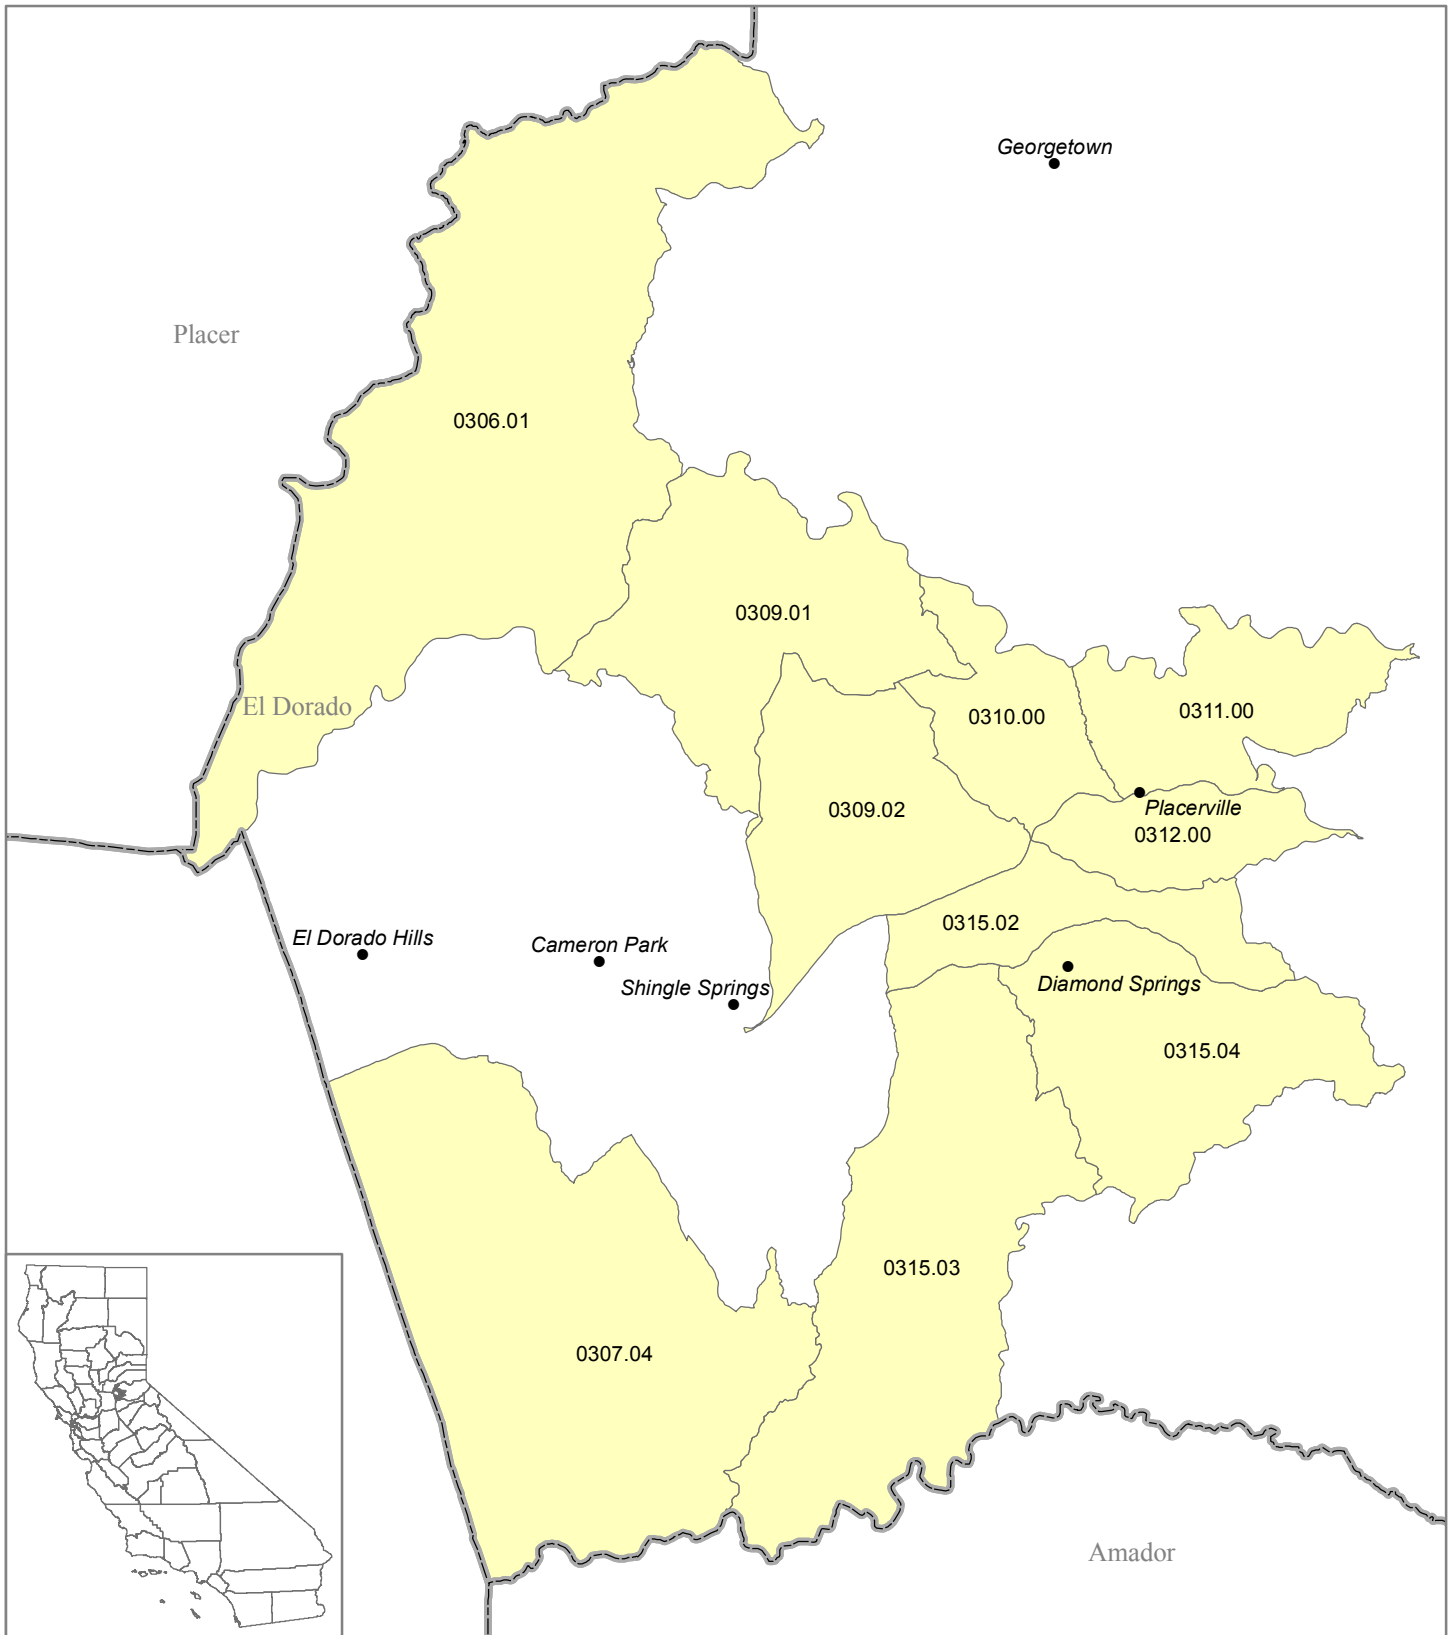 Georgetown
Placer
0306.01
0309.01
El Dorado
0310.00
0311.00
0309.02
Placerville
0312.00
0315.02
El Dorado Hills
Cameron Park
Shingle Springs
Diamond Springs
0315.04
0315.03
0307.04
Amador